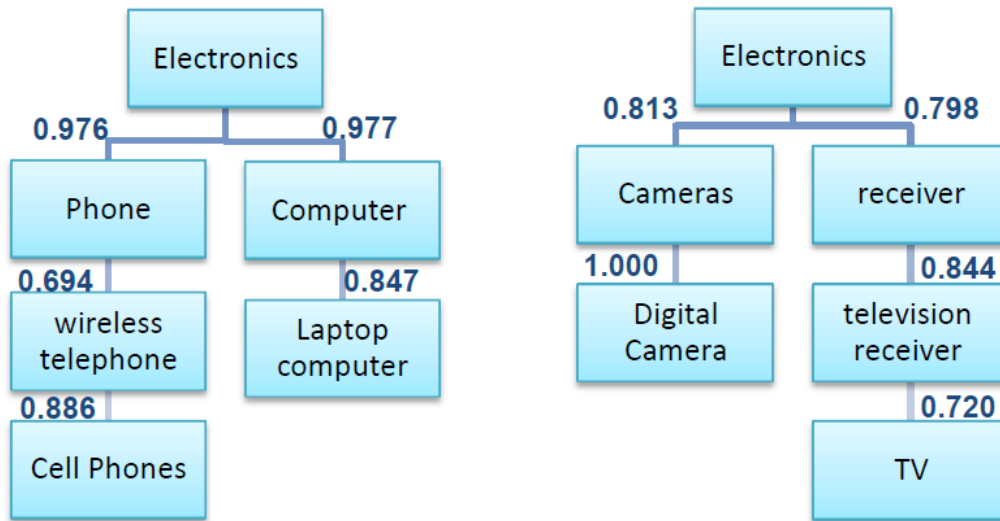 Electronics
0.976
0.977
Phone
Computer
0.694
0.847
wireless
telephone
Laptop
computer
0.886
Cell Phones
Electronics
0.813
0.798
Cameras
receiver
1.000
0.844
Digital
Camera
television
receiver
0.720
TV